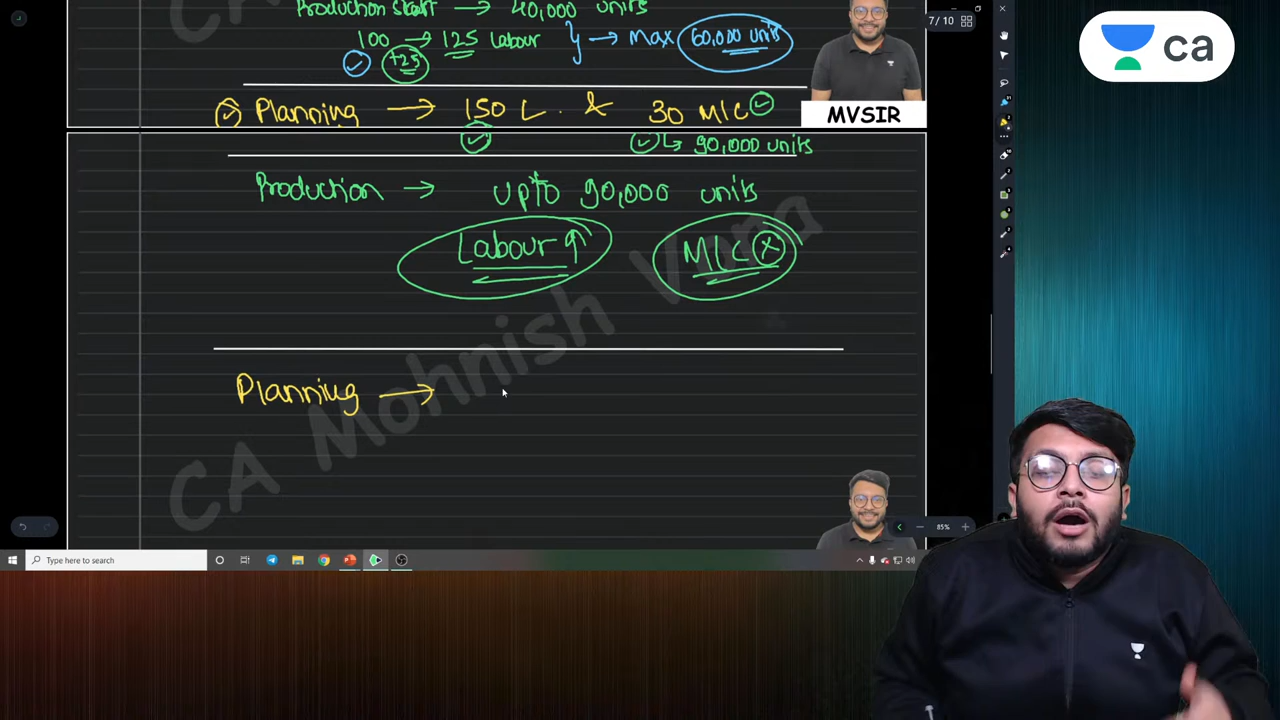 Production start → 40,000 units
7/10
100 → 125 Labour } → Max 60,000 units
+25
ca
Planning → 150 L. & 30 M/C
MVSIR
↳ 90,000 units
Production → upto 90,000 units
Labour ↑ M/C ×
Planning →
CA Mohnish Vora
85%
Type here to search